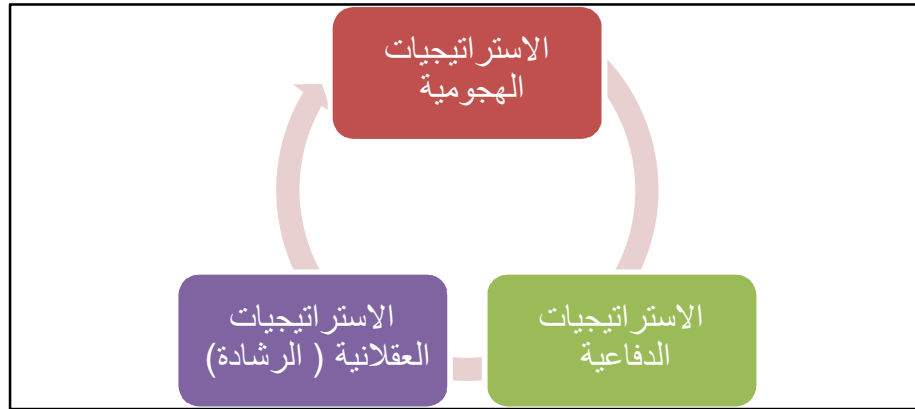 الاستراتيجيات
الهجومية
الاستراتيجيات
الدفاعية
الاستراتيجيات
العقلانية ( الرشادة)